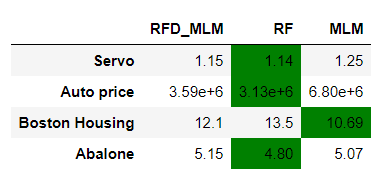 RFD_MLM RF MLM
Servo 1.15 1.14 1.25
Auto price 3.59e+6 3.13e+6 6.80e+6
Boston Housing 12.1 13.5 10.69
Abalone 5.15 4.80 5.07